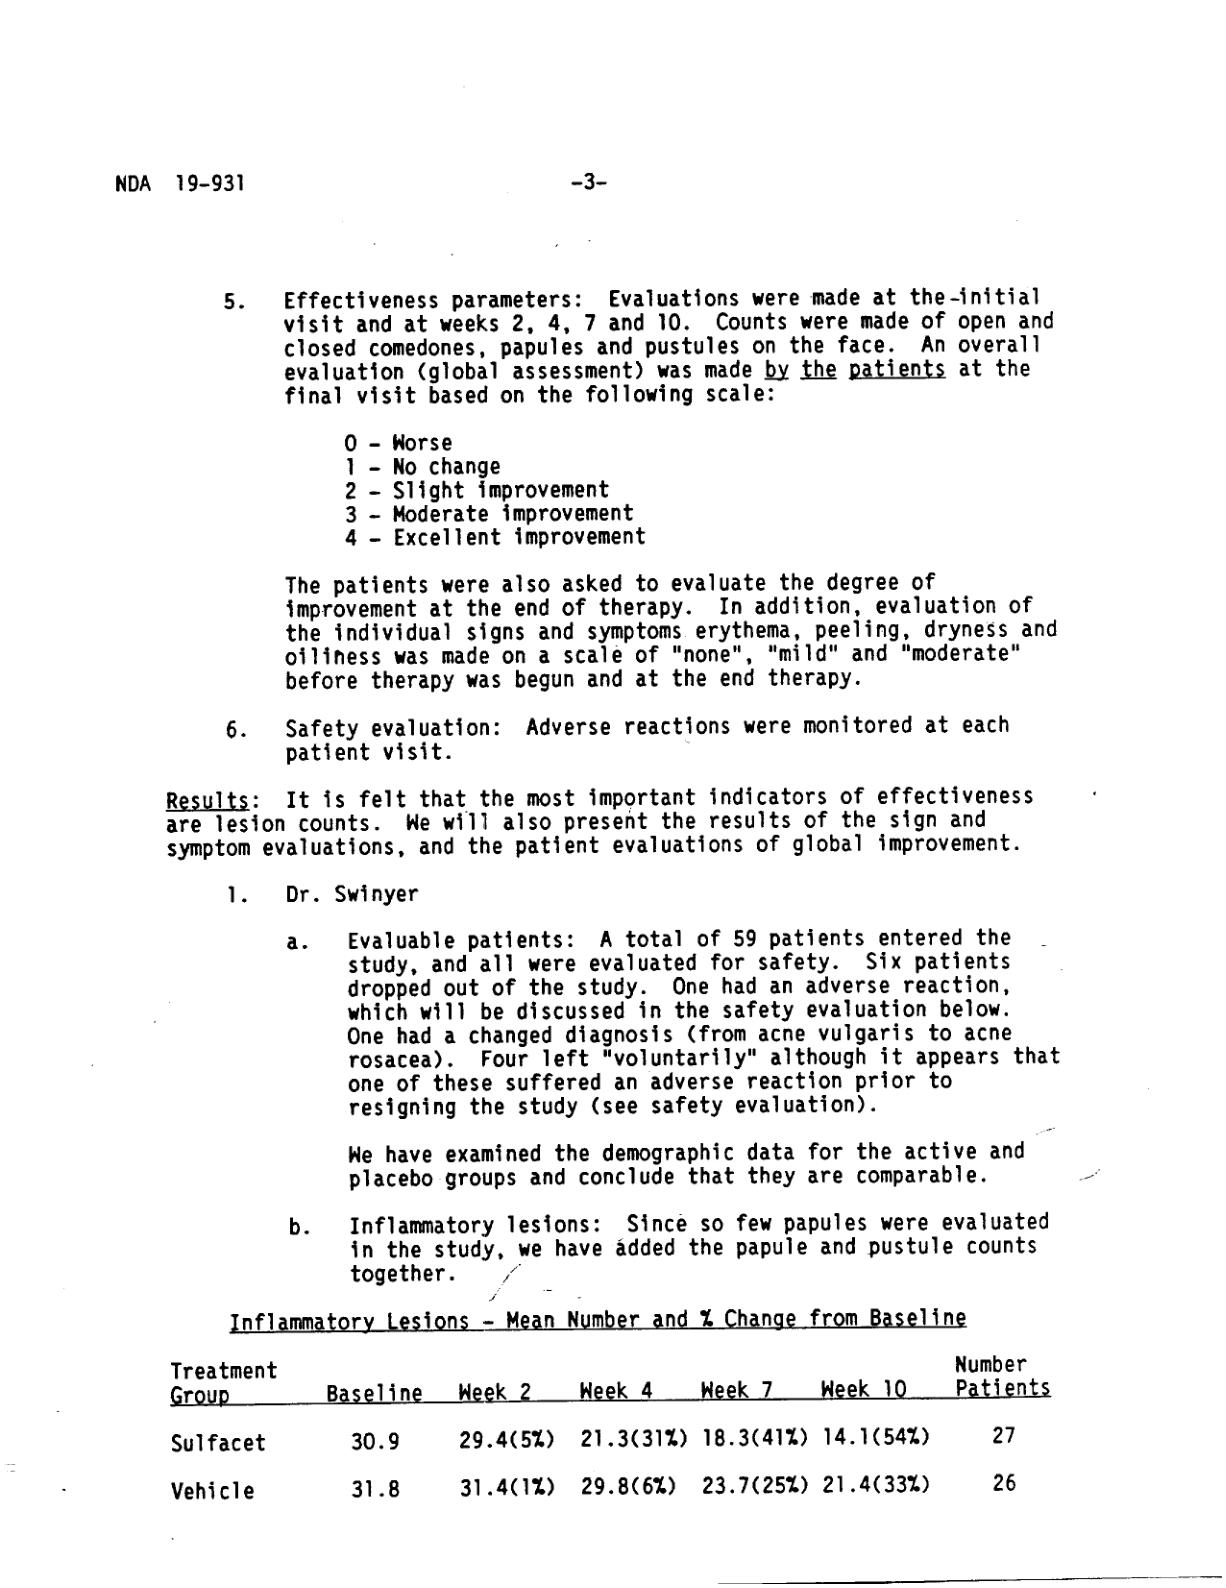 NDA 19-931 -3-
5. Effectiveness parameters: Evaluations were made at the-initial
visit and at weeks 2, 4, 7 and 10. Counts were made of open and
closed comedones, papules and pustules on the face. An overall
evaluation (global assessment) was made by the patients at the
final visit based on the following scale:
0 - Worse
1 - No change
2 - Slight improvement
3 - Moderate improvement
4 - Excellent improvement
The patients were also asked to evaluate the degree of
improvement at the end of therapy. In addition, evaluation of
the individual signs and symptoms erythema, peeling, dryness and
oiliness was made on a scale of "none", "mild" and "moderate"
before therapy was begun and at the end therapy.
6. Safety evaluation: Adverse reactions were monitored at each
patient visit.
Results: It is felt that the most important indicators of effectiveness
are lesion counts. We will also present the results of the sign and
symptom evaluations, and the patient evaluations of global improvement.
1. Dr. Swinyer
a. Evaluable patients: A total of 59 patients entered the
study, and all were evaluated for safety. Six patients
dropped out of the study. One had an adverse reaction,
which will be discussed in the safety evaluation below.
One had a changed diagnosis (from acne vulgaris to acne
rosacea). Four left "voluntarily" although it appears that
one of these suffered an adverse reaction prior to
resigning the study (see safety evaluation).
We have examined the demographic data for the active and
placebo groups and conclude that they are comparable.
b. Inflammatory lesions: Since so few papules were evaluated
in the study, we have added the papule and pustule counts
together.
Inflammatory Lesions - Mean Number and % Change from Baseline
Treatment Number
Group Baseline Week 2 Week 4 Week 7 Week 10 Patients
Sulfacet 30.9 29.4(5%) 21.3(31%) 18.3(41%) 14.1(54%) 27
Vehicle 31.8 31.4(1%) 29.8(6%) 23.7(25%) 21.4(33%) 26